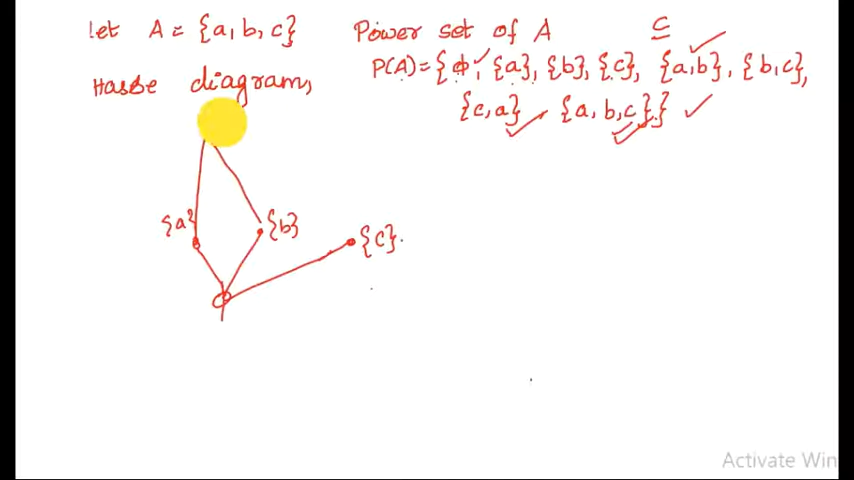 let A = {a, b, c} Power set of A ⊆
Hasse diagram, P(A) = {ϕ, {a}, {b}, {c}, {a,b}, {b,c},
{c,a} {a, b,c}.}
{a} {b} {c}.
Φ
Activate Win